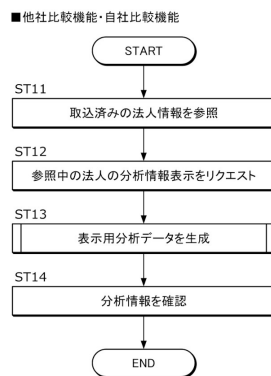 ■他社比較機能・自社比較機能
START
ST11
取込済みの法人情報を参照
ST12
参照中の法人の分析情報表示をリクエスト
ST13
表示用分析データを生成
ST14
分析情報を確認
END